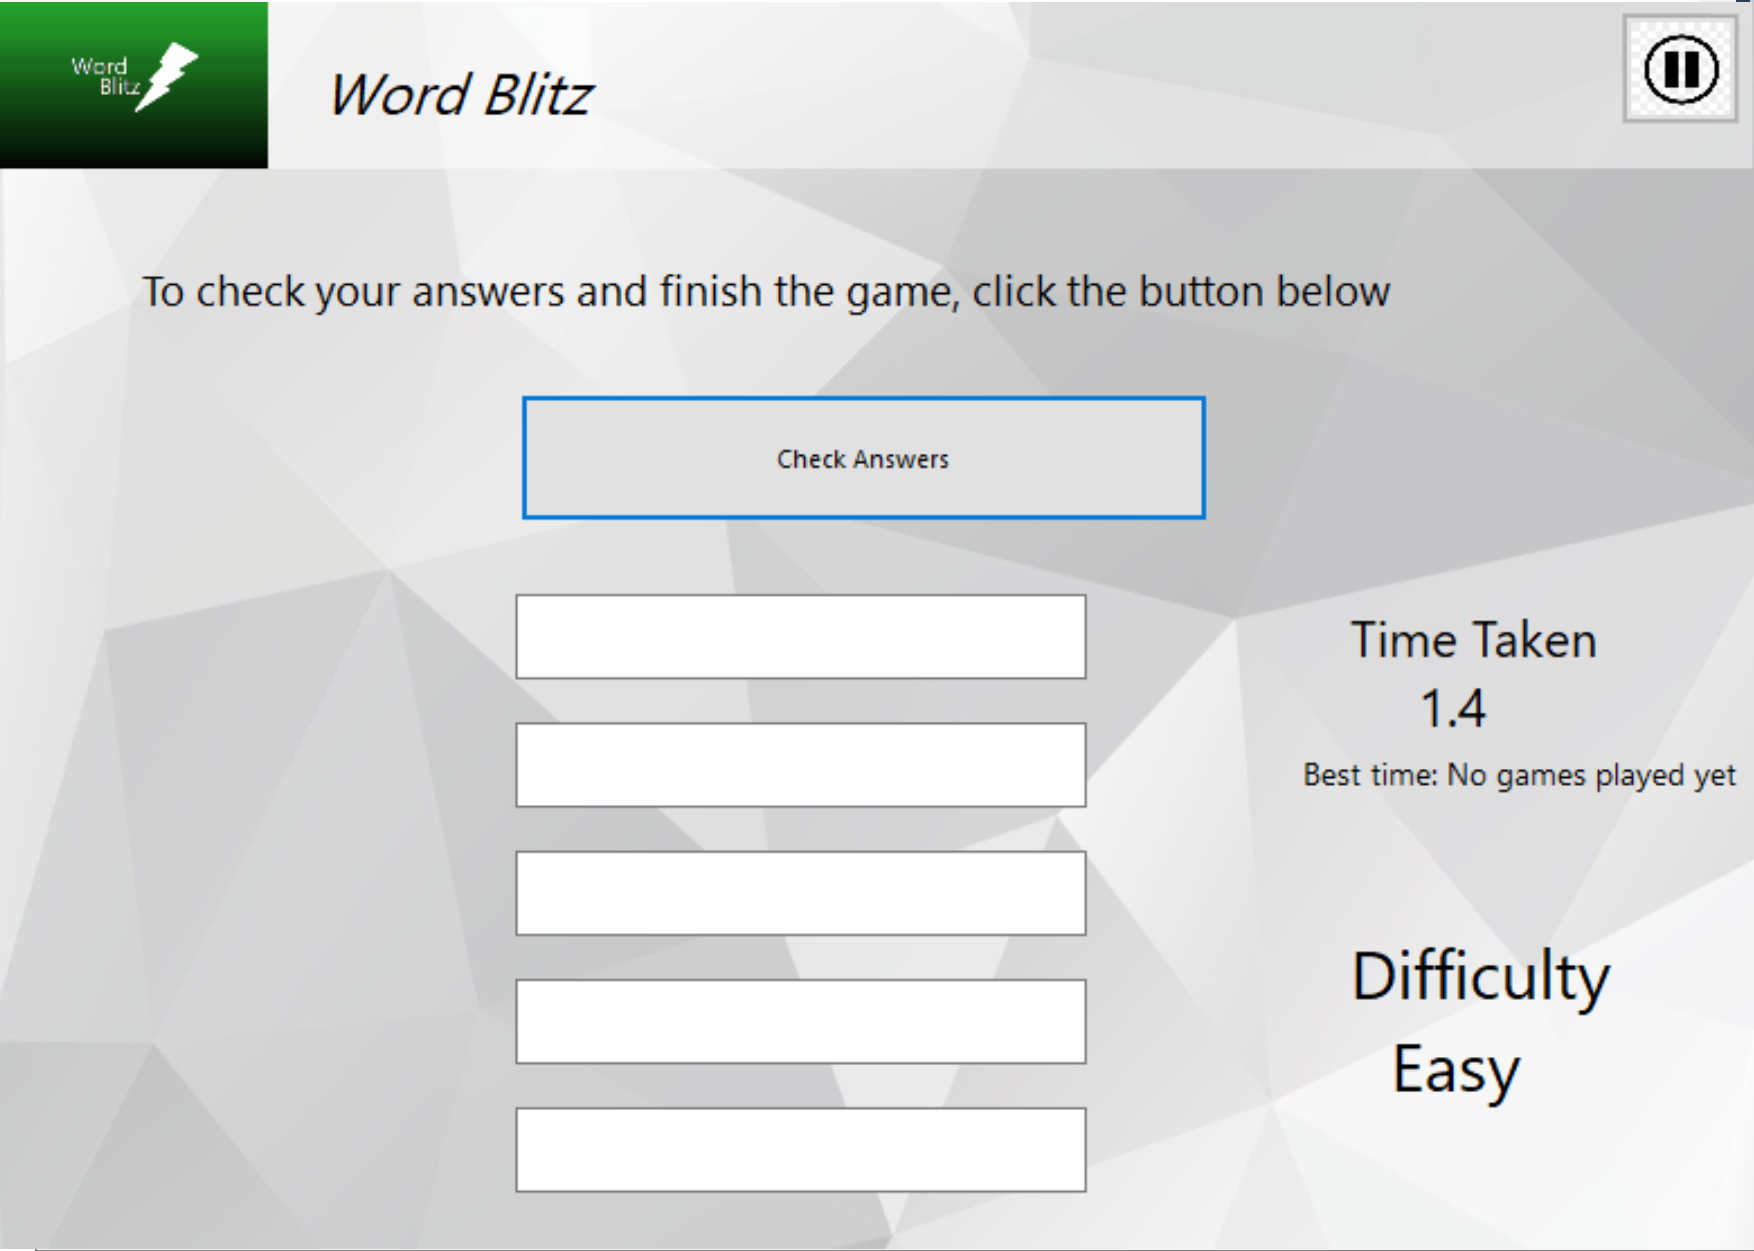 Word
Blitz
Word Blitz
To check your answers and finish the game, click the button below
Check Answers
Time Taken
1.4
Best time: No games played yet
Difficulty
Easy